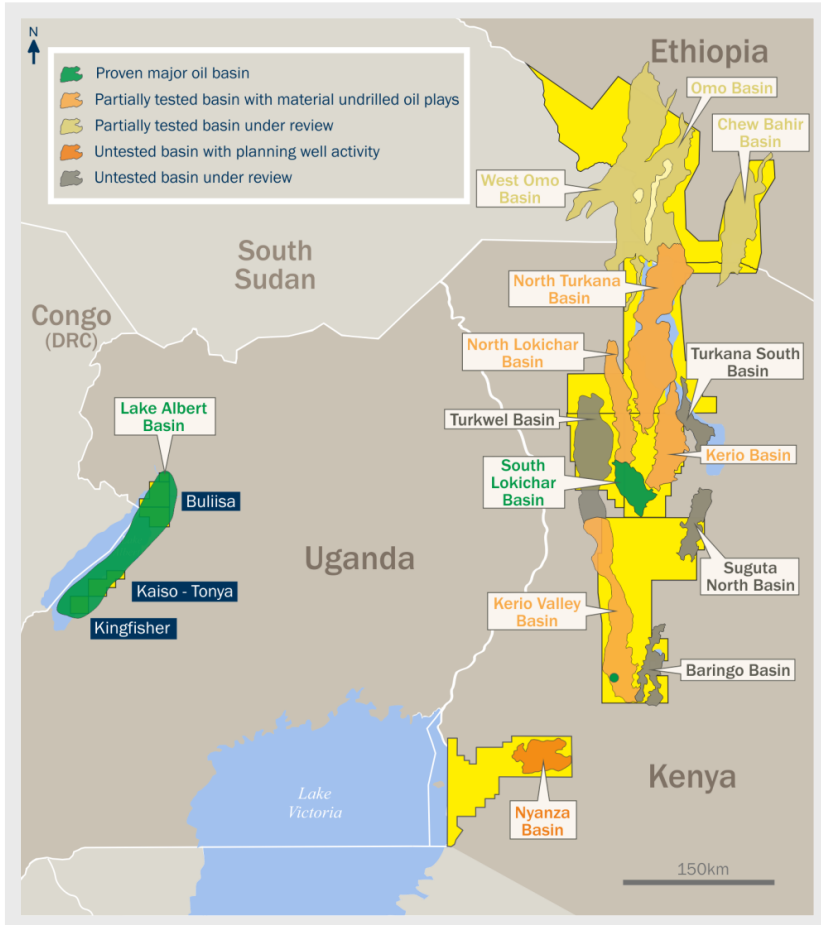 N
Proven major oil basin
Partially tested basin with material undrilled oil plays
Partially tested basin under review
Untested basin with planning well activity
Untested basin under review
Ethiopia
Omo Basin
Chew Bahir
Basin
West Omo
Basin
South
Sudan
North Turkana
Basin
Congo
(DRC)
North Lokichar
Basin
Turkana South
Basin
Lake Albert
Basin
Turkwel Basin
Kerio Basin
South
Lokichar
Basin
Buliisa
Uganda
Suguta
North Basin
Kaiso - Tonya
Kerio Valley
Basin
Kingfisher
Baringo Basin
Kenya
Lake
Victoria
Nyanza
Basin
150km